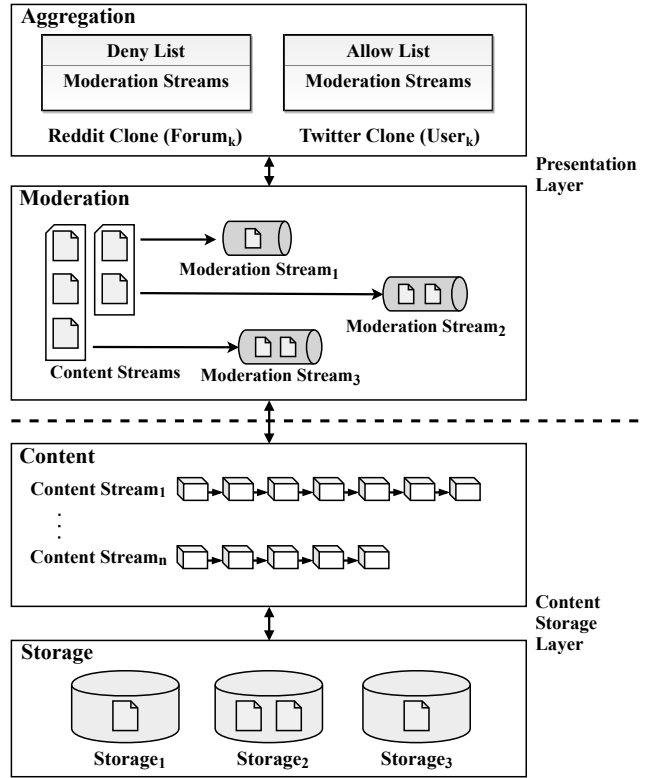 Aggregation
Deny List
Moderation Streams
Allow List
Moderation Streams
Reddit Clone (Forumₖ)
Twitter Clone (Userₖ)
Presentation
Layer
Moderation
Moderation Stream₁
Moderation Stream₂
Content Streams
Moderation Stream₃
Content
Content Stream₁
Content Streamₙ
Content
Storage
Layer
Storage
Storage₁
Storage₂
Storage₃